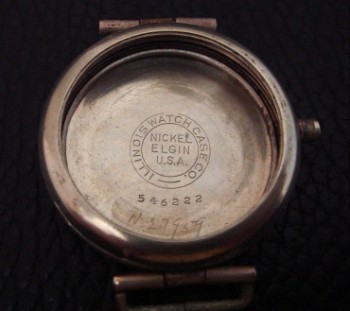 ILLINOIS WATCH CASE CO.
NICKEL
ELGIN
U.S.A.
546222